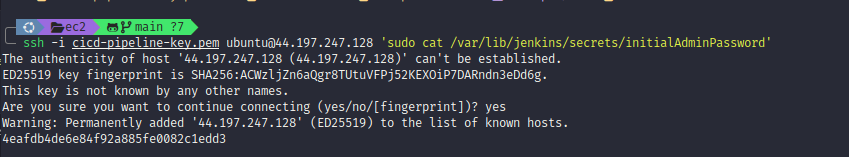 ec2 main ?7
ssh -i cicd-pipeline-key.pem ubuntu@44.197.247.128 'sudo cat /var/lib/jenkins/secrets/initialAdminPassword'
The authenticity of host '44.197.247.128 (44.197.247.128)' can't be established.
ED25519 key fingerprint is SHA256:ACWzljZn6aQgr8TUtuVFPj52KEXOiP7DARndn3eDd6g.
This key is not known by any other names.
Are you sure you want to continue connecting (yes/no/[fingerprint])? yes
Warning: Permanently added '44.197.247.128' (ED25519) to the list of known hosts.
4eafdb4de6e84f92a885fe0082c1edd3